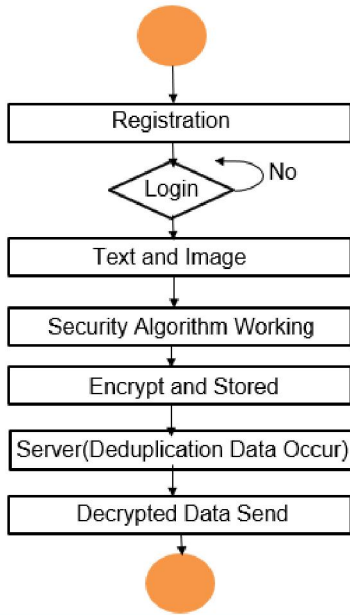 Registration
Login
No
Text and Image
Security Algorithm Working
Encrypt and Stored
Server(Deduplication Data Occur)
Decrypted Data Send